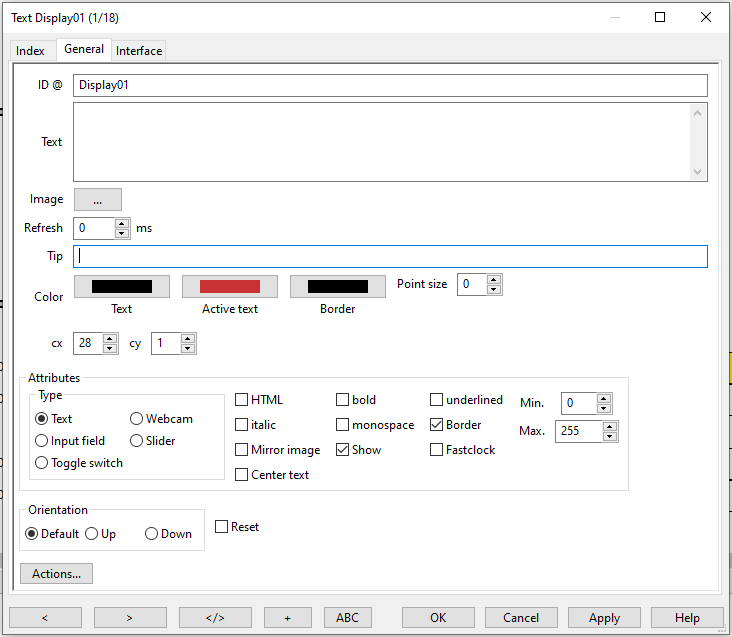 Text Display01 (1/18)
Index General Interface
ID @ Display01
Text
Image ...
Refresh 0 ms
Tip
Color Point size 0
Text Active text Border
cx 28 cy 1
Attributes
Type
HTML bold underlined Min. 0
Text Webcam
italic monospace Border Max. 255
Input field Slider
Mirror image Show Fastclock
Toggle switch
Center text
Orientation
Default Up Down Reset
Actions...
< > </> + ABC OK Cancel Apply Help